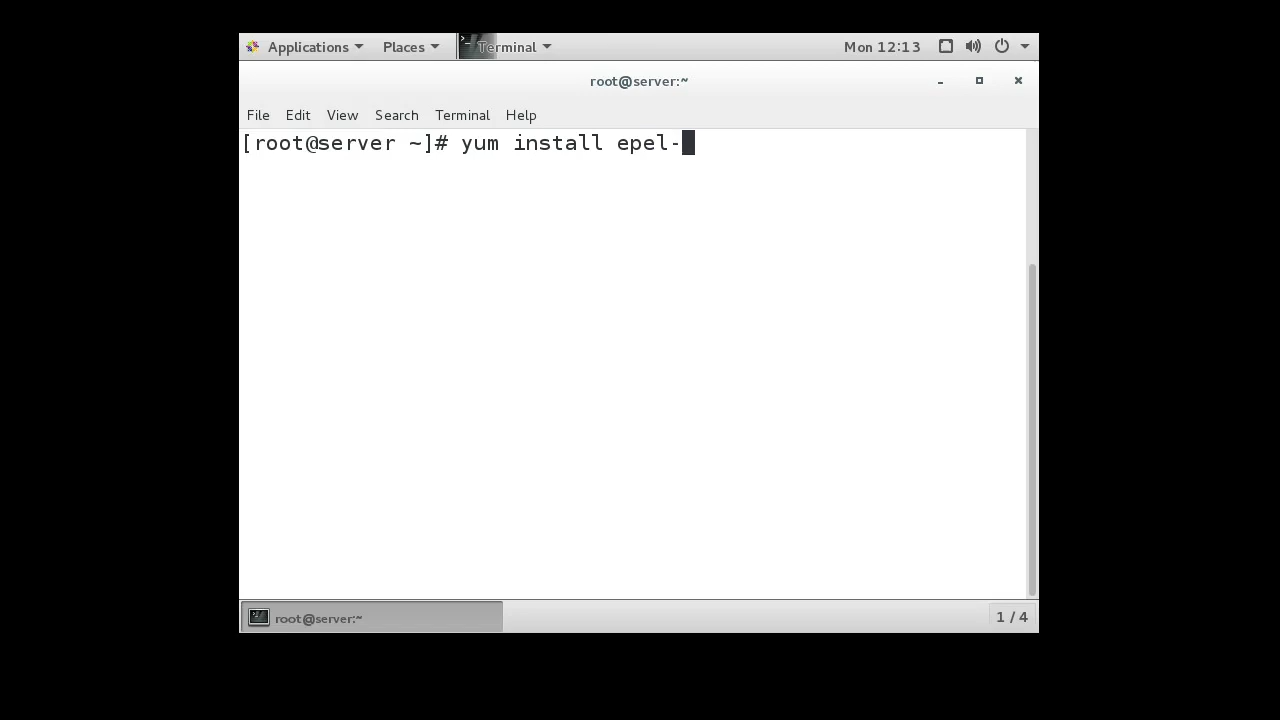 Applications Places Terminal Mon 12:13
root@server:~
File Edit View Search Terminal Help
[root@server ~]# yum install epel-
root@server:~ 1 / 4